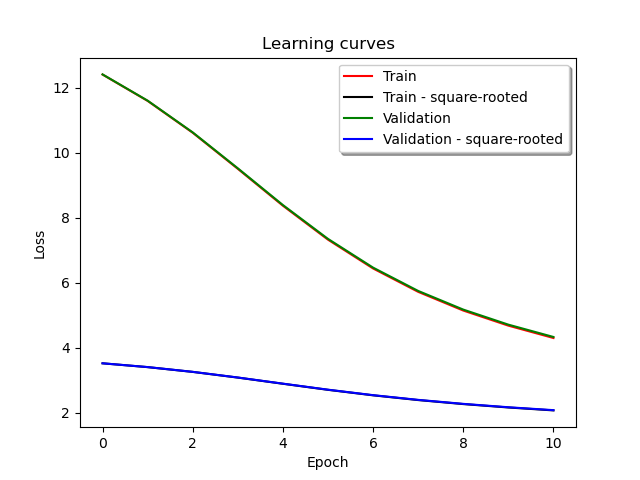 Learning curves
Train
Train - square-rooted
Validation
Validation - square-rooted
12
10
8
6
4
2
Loss
0
2
4
6
8
10
Epoch